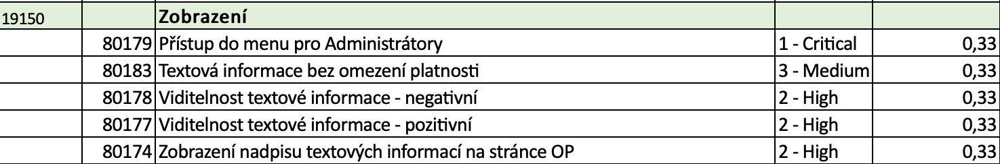 19150 Zobrazení
80179 Přístup do menu pro Administrátory 1 - Critical 0,33
80183 Textová informace bez omezení platnosti 3 - Medium 0,33
80178 Viditelnost textové informace - negativní 2 - High 0,33
80177 Viditelnost textové informace - pozitivní 2 - High 0,33
80174 Zobrazení nadpisu textových informací na stránce OP 2 - High 0,33